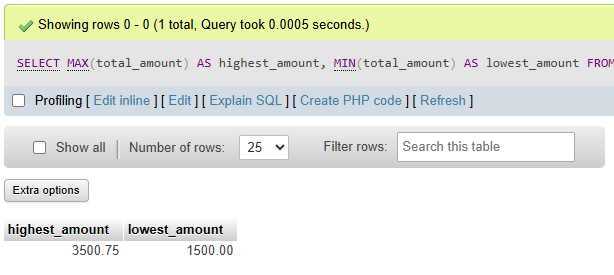 Showing rows 0 - 0 (1 total, Query took 0.0005 seconds.)
SELECT MAX(total_amount) AS highest_amount, MIN(total_amount) AS lowest_amount FROM
Profiling [ Edit inline ] [ Edit ] [ Explain SQL ] [ Create PHP code ] [ Refresh ]
Show all | Number of rows: 25 Filter rows: Search this table
Extra options
highest_amount lowest_amount
3500.75 1500.00